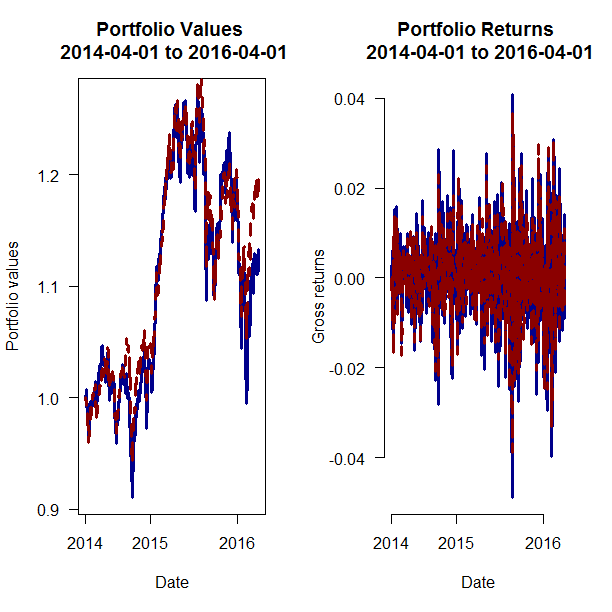 Portfolio Values
2014-04-01 to 2016-04-01
Portfolio values
1.2
1.1
1.0
0.9
2014 2015 2016
Date
Portfolio Returns
2014-04-01 to 2016-04-01
Gross returns
0.04
0.02
0.00
-0.02
-0.04
2014 2015 2016
Date